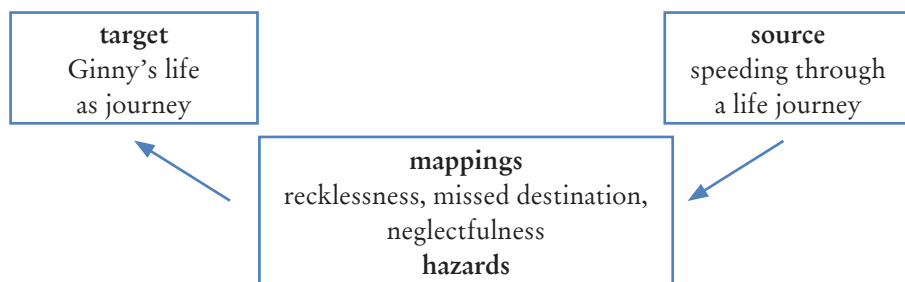 target
Ginny’s life
as journey
source
speeding through
a life journey
mappings
recklessness, missed destination,
neglectfulness
hazards